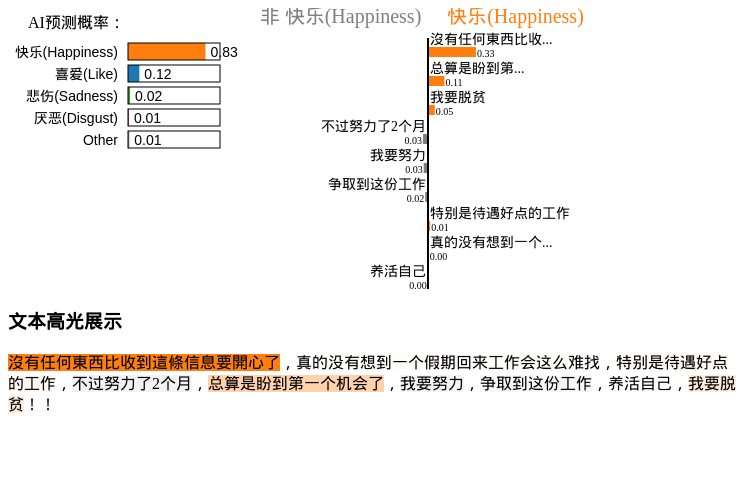 AI预测概率：
快乐(Happiness) 0.83
喜爱(Like) 0.12
悲伤(Sadness) 0.02
厌恶(Disgust) 0.01
Other 0.01
非 快乐(Happiness) 快乐(Happiness)
沒有任何東西比收...
0.33
总算是盼到第...
0.11
我要脱贫
0.05
不过努力了2个月
0.03
我要努力
0.03
争取到这份工作
0.02
特别是待遇好点的工作
0.01
真的没有想到一个...
0.00
养活自己
0.00
文本高光展示
沒有任何東西比收到這條信息要開心了，真的没有想到一个假期回来工作会这么难找，特别是待遇好点
的工作，不过努力了2个月，总算是盼到第一个机会了，我要努力，争取到这份工作，养活自己，我要脱
贫！！